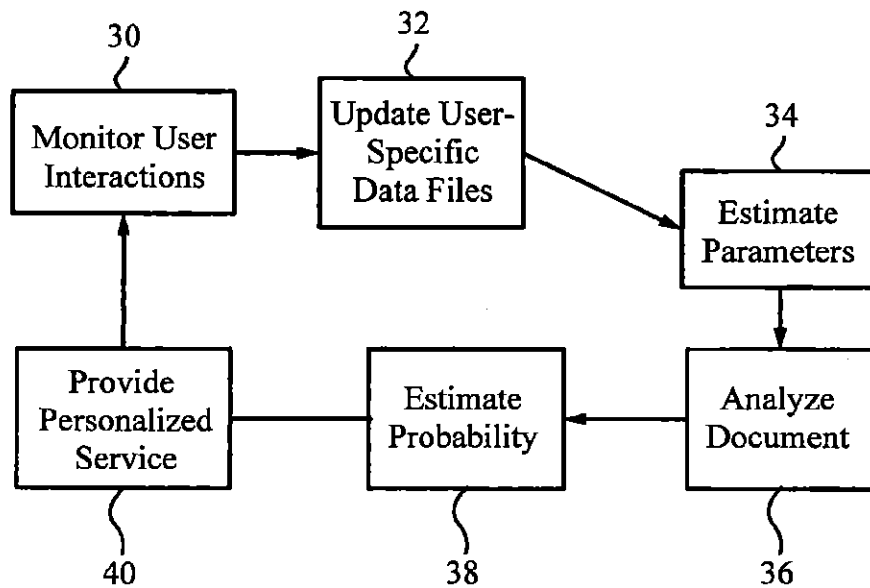 30
Monitor User
Interactions
32
Update User-
Specific
Data Files
34
Estimate
Parameters
Provide
Personalized
Service
40
Estimate
Probability
38
Analyze
Document
36